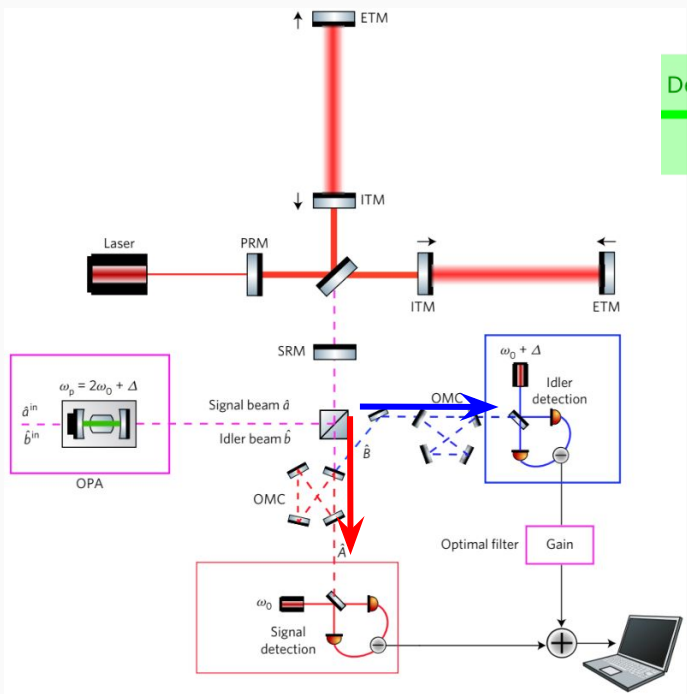 ETM
De
ITM
Laser
PRM
ITM
ETM
SRM
ω₀ + Δ
Idler
detection
OMC
ωₚ = 2ω₀ + Δ
Signal beam â
Idler beam b̂
âⁱⁿ
b̂ⁱⁿ
OPA
B̂
OMC
Optimal filter
Gain
Â
ω₀
Signal
detection